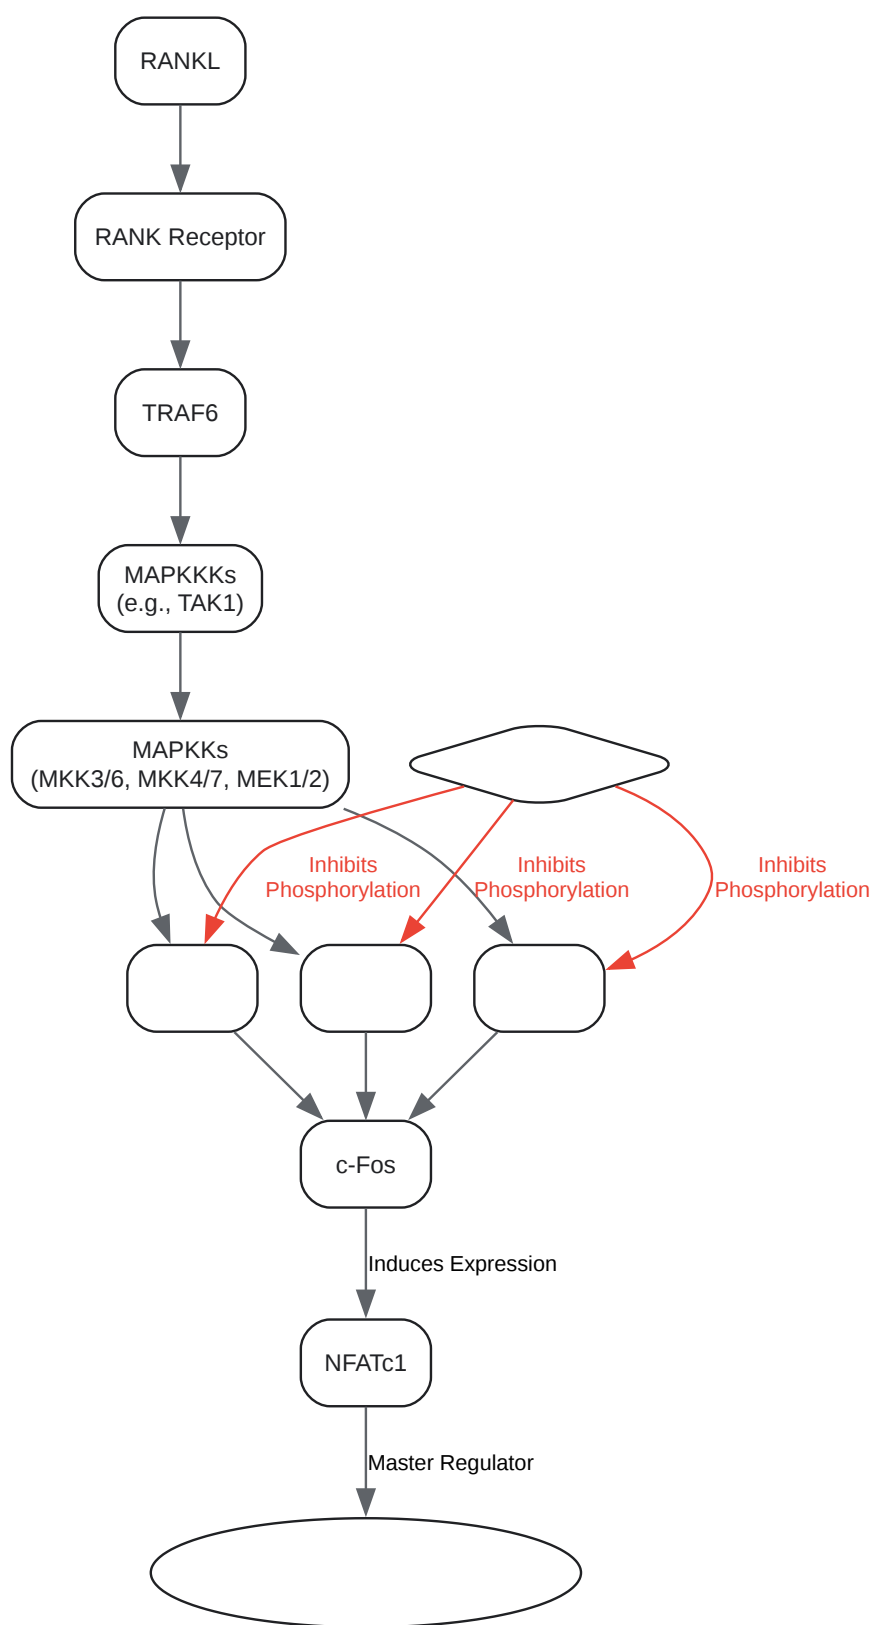 RANKL
RANK Receptor
TRAF6
MAPKKKs
(e.g., TAK1)
MAPKKs
(MKK3/6, MKK4/7, MEK1/2)
Inhibits
Phosphorylation
Inhibits
Phosphorylation
Inhibits
Phosphorylation
c-Fos
Induces Expression
NFATc1
Master Regulator